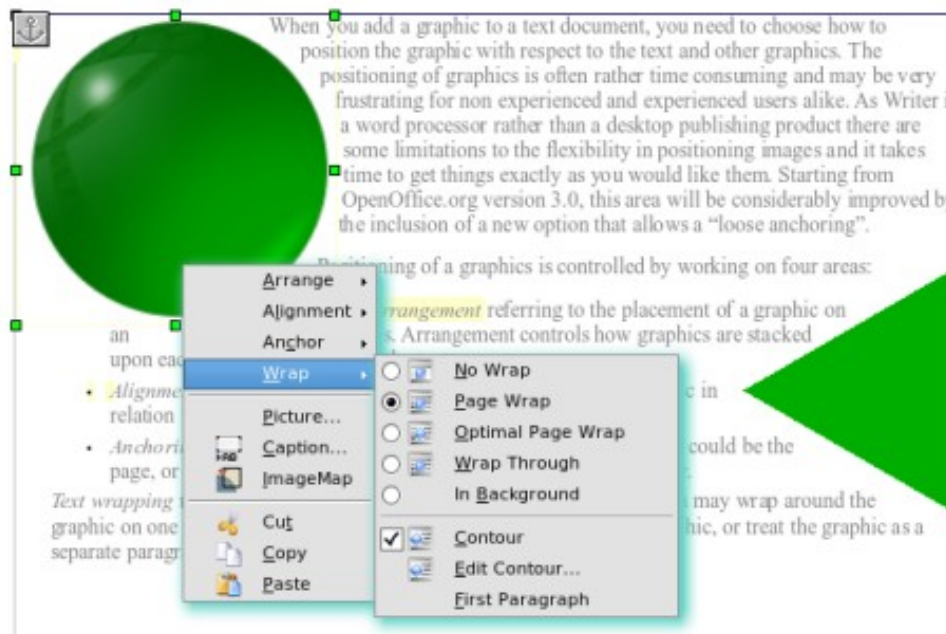 When you add a graphic to a text document, you need to choose how to
position the graphic with respect to the text and other graphics. The
positioning of graphics is often rather time consuming and may be very
frustrating for non experienced and experienced users alike. As Writer
a word processor rather than a desktop publishing product there are
some limitations to the flexibility in positioning images and it takes
time to get things exactly as you would like them. Starting from
OpenOffice.org version 3.0, this area will be considerably improved
the inclusion of a new option that allows a “loose anchoring”.
of a graphics is controlled by working on four areas:
referring to the placement of a graphic on
an Arrangement controls how graphics are stacked
upon
in
relation
could be the
page, or
Text wrapping may wrap around the
graphic on one or treat the graphic as a
separate
Arrange
Alignment
Anchor
Wrap
Picture...
Caption...
ImageMap
Cut
Copy
Paste
No Wrap
Page Wrap
Optimal Page Wrap
Wrap Through
In Background
Contour
Edit Contour...
First Paragraph